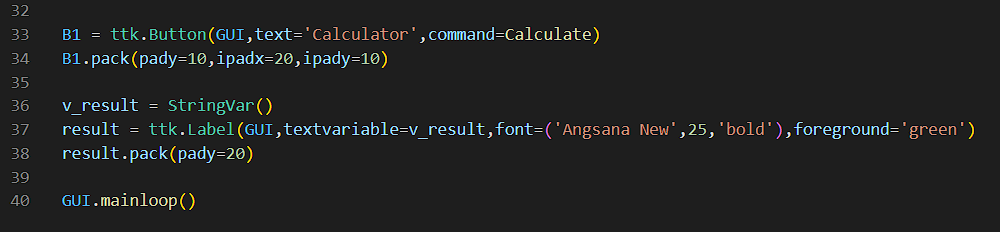 32
33 B1 = ttk.Button(GUI,text='Calculator',command=Calculate)
34 B1.pack(pady=10,ipadx=20,ipady=10)
35
36 v_result = StringVar()
37 result = ttk.Label(GUI,textvariable=v_result,font=('Angsana New',25,'bold'),foreground='green')
38 result.pack(pady=20)
39
40 GUI.mainloop()